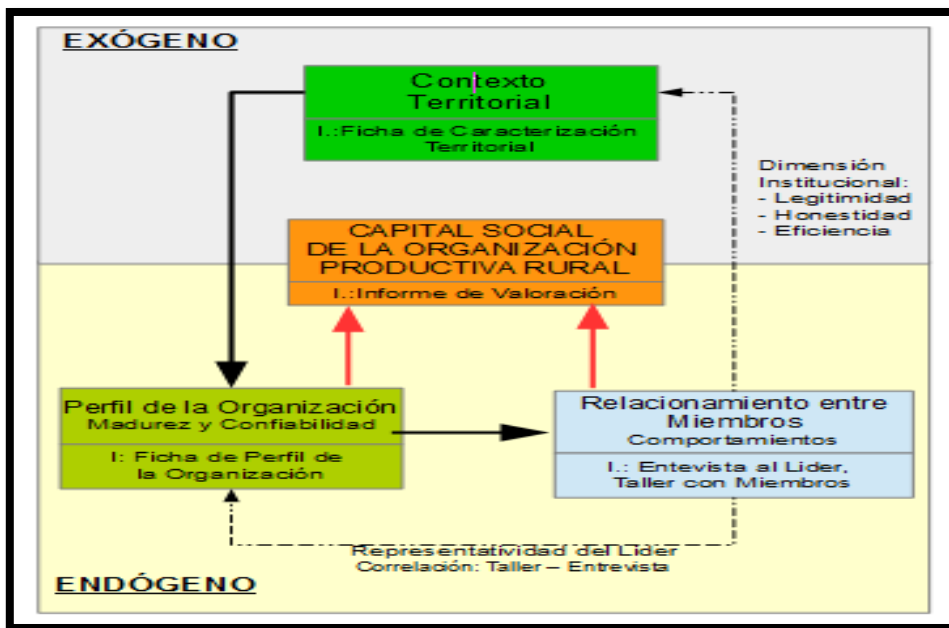 EXÓGENO
Contexto
Territorial
I.:Ficha de Caracterización
Territorial
Dimensión
Institucional:
- Legitimidad
- Honestidad
- Eficiencia
CAPITAL SOCIAL
DE LA ORGANIZACIÓN
PRODUCTIVA RURAL
I.:Informe de Valoración
Perfil de la Organización
Madurez y Confiabilidad
I: Ficha de Perfil de
la Organización
Relacionamiento entre
Miembros
Comportamientos
I.: Entevista al Lider,
Taller con Miembros
Representatividad del Lider
Correlación: Taller – Entrevista
ENDÓGENO